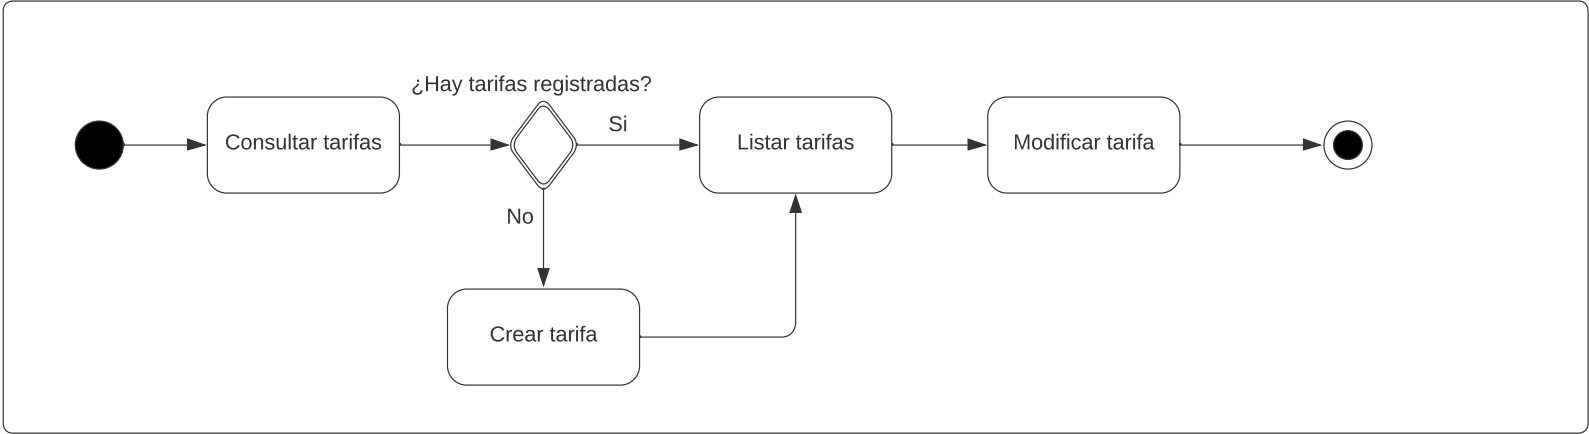 ¿Hay tarifas registradas?
Consultar tarifas
Si
Listar tarifas
Modificar tarifa
No
Crear tarifa